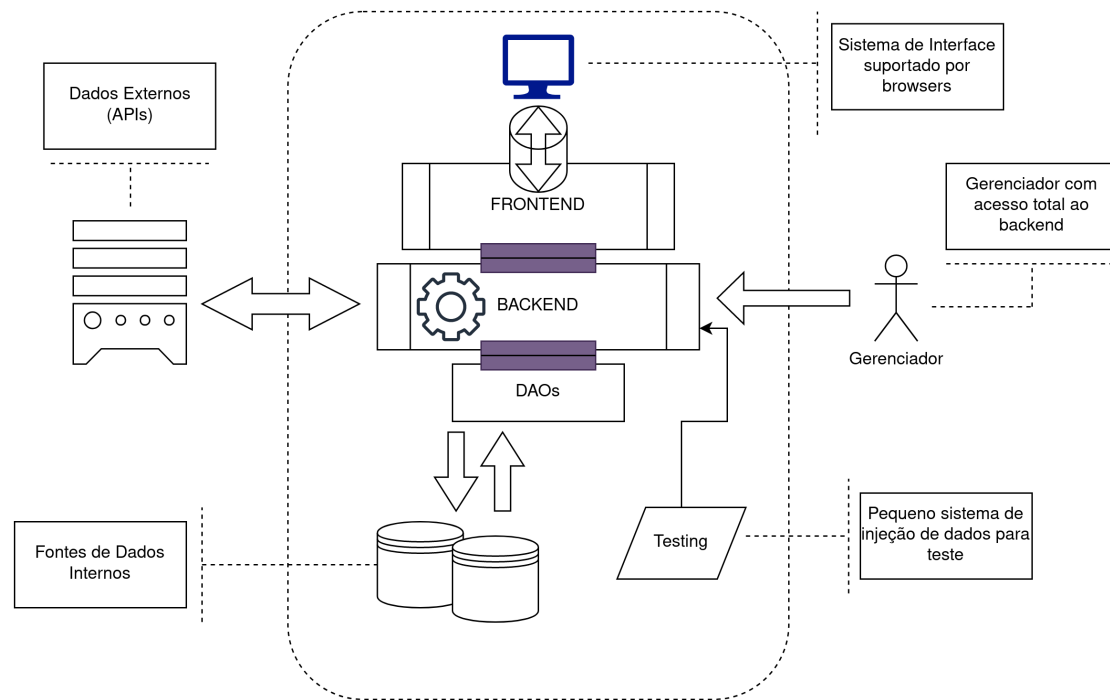 Sistema de Interface
suportado por
browsers
Dados Externos
(APIs)
Gerenciador com
acesso total ao
backend
FRONTEND
BACKEND
Gerenciador
DAOs
Pequeno sistema de
injeção de dados para
teste
Testing
Fontes de Dados
Internos